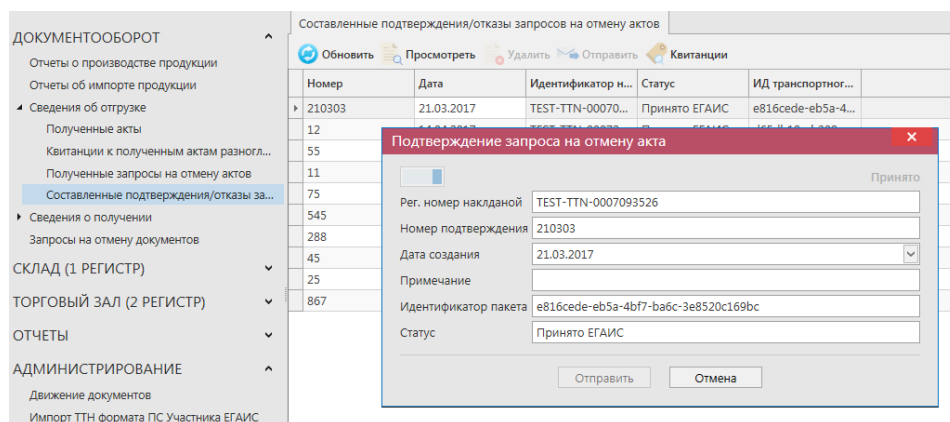 Составленные подтверждения/отказы запросов на отмену актов
ДОКУМЕНТООБОРОТ
Отчеты о производстве продукции
Отчеты об импорте продукции
Сведения об отгрузке
Полученные акты
Квитанции к полученным актам разногл...
Полученные запросы на отмену актов
Составленные подтверждения/отказы за...
Сведения о получении
Запросы на отмену документов
СКЛАД (1 РЕГИСТР)
ТОРГОВЫЙ ЗАЛ (2 РЕГИСТР)
ОТЧЕТЫ
АДМИНИСТРИРОВАНИЕ
Движение документов
Импорт ТТН формата ПС Участника ЕГАИС
Обновить Просмотреть Удалить Отправить Квитанции
Номер Дата Идентификатор н... Статус ИД транспортног...
210303 21.03.2017 TEST-TTN-00070... Принято ЕГАИС e816cede-eb5a-4...
12
55
11
75
545
288
45
25
867
Подтверждение запроса на отмену акта
Принято
Рег. номер наклданой TEST-TTN-0007093526
Номер подтверждения 210303
Дата создания 21.03.2017
Примечание
Идентификатор пакета e816cede-eb5a-4bf7-ba6c-3e8520c169bc
Статус Принято ЕГАИС
Отправить Отмена